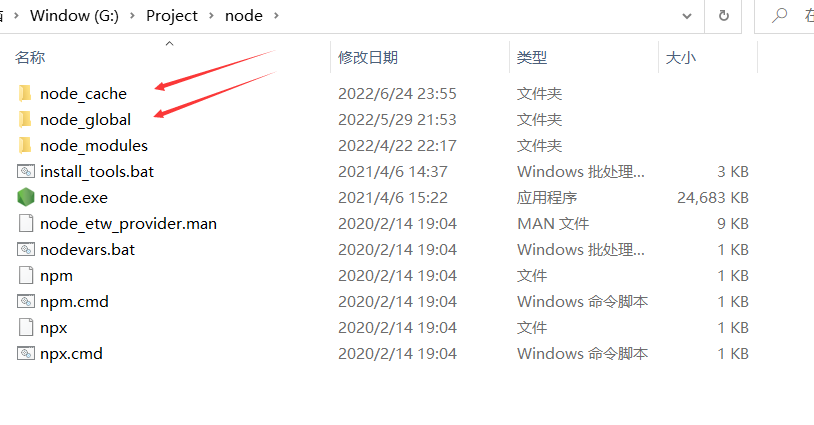 Window (G:) › Project › node ›
名称 修改日期 类型 大小
node_cache 2022/6/24 23:55 文件夹
node_global 2022/5/29 21:53 文件夹
node_modules 2022/4/22 22:17 文件夹
install_tools.bat 2021/4/6 14:37 Windows 批处理... 3 KB
node.exe 2021/4/6 15:22 应用程序 24,683 KB
node_etw_provider.man 2020/2/14 19:04 MAN 文件 9 KB
nodevars.bat 2020/2/14 19:04 Windows 批处理... 1 KB
npm 2020/2/14 19:04 文件 1 KB
npm.cmd 2020/2/14 19:04 Windows 命令脚本 1 KB
npx 2020/2/14 19:04 文件 1 KB
npx.cmd 2020/2/14 19:04 Windows 命令脚本 1 KB